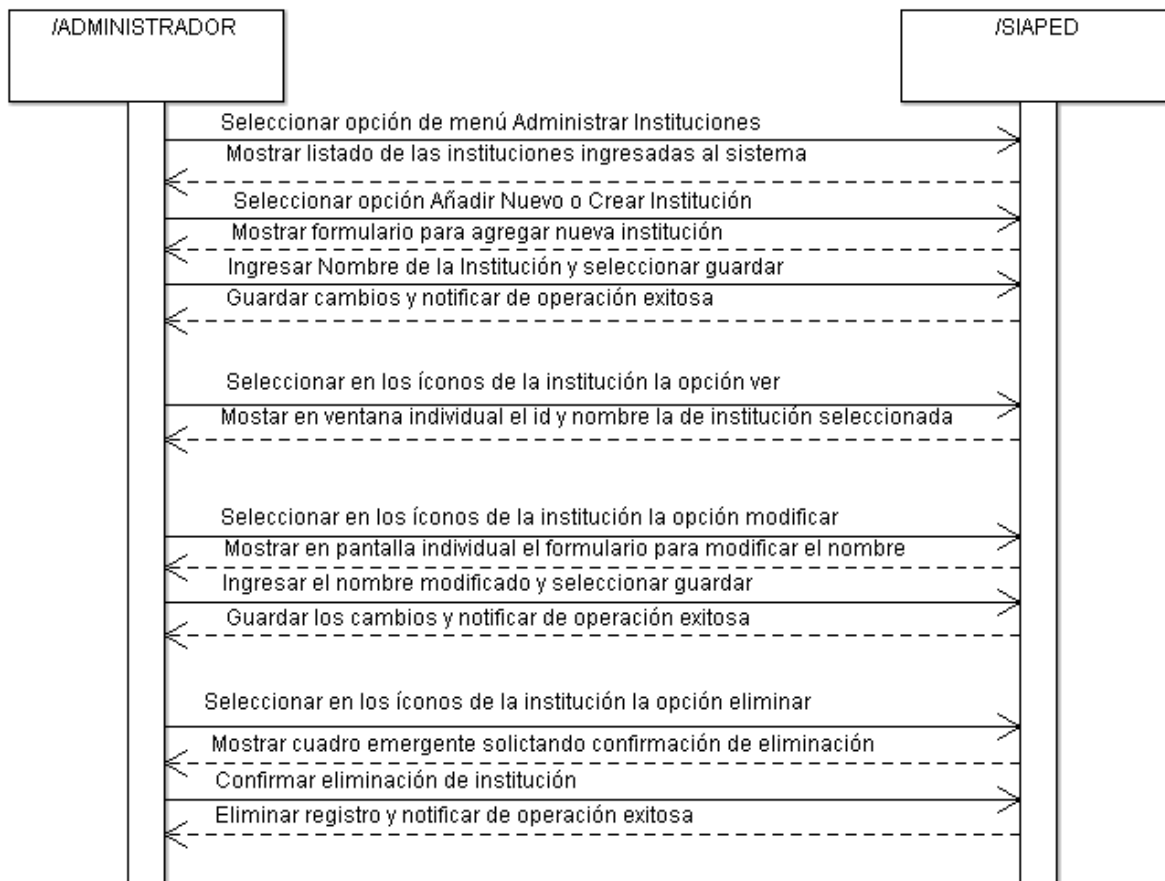 /ADMINISTRADOR
/SIAPED
Seleccionar opción de menú Administrar Instituciones
Mostrar listado de las instituciones ingresadas al sistema
Seleccionar opción Añadir Nuevo o Crear Institución
Mostrar formulario para agregar nueva institución
Ingresar Nombre de la Institución y seleccionar guardar
Guardar cambios y notificar de operación exitosa
Seleccionar en los íconos de la institución la opción ver
Mostar en ventana individual el id y nombre la de institución seleccionada
Seleccionar en los íconos de la institución la opción modificar
Mostrar en pantalla individual el formulario para modificar el nombre
Ingresar el nombre modificado y seleccionar guardar
Guardar los cambios y notificar de operación exitosa
Seleccionar en los íconos de la institución la opción eliminar
Mostrar cuadro emergente solictando confirmación de eliminación
Confirmar eliminación de institución
Eliminar registro y notificar de operación exitosa